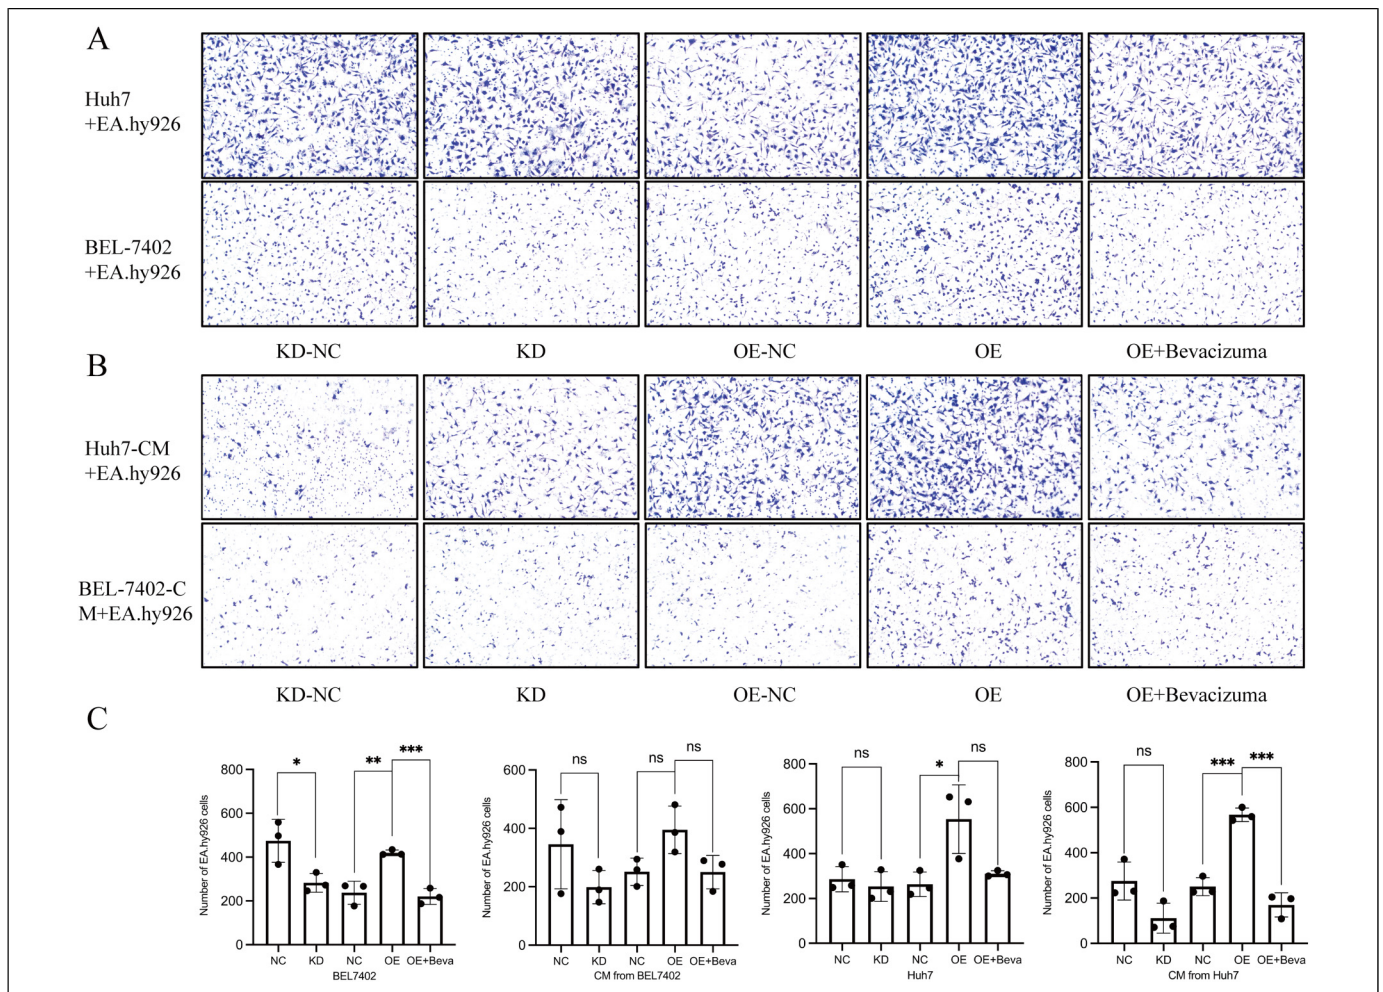 A
Huh7
+EA.hy926
BEL-7402
+EA.hy926
KD-NC KD OE-NC OE OE+Bevacizuma
B
Huh7-CM
+EA.hy926
BEL-7402-C
M+EA.hy926
KD-NC KD OE-NC OE OE+Bevacizuma
C
Number of EA.hy926 cells
800
600
400
200
0
* ** ***
NC KD NC OE OE+Beva
BEL7402
Number of EA.hy926 cells
600
400
200
0
ns ns ns
NC KD NC OE OE+Beva
CM from BEL7402
Number of EA.hy926 cells
800
600
400
200
0
ns * ns
NC KD NC OE OE+Beva
Huh7
Number of EA.hy926 cells
800
600
400
200
0
ns *** ***
NC KD NC OE OE+Beva
CM from Huh7